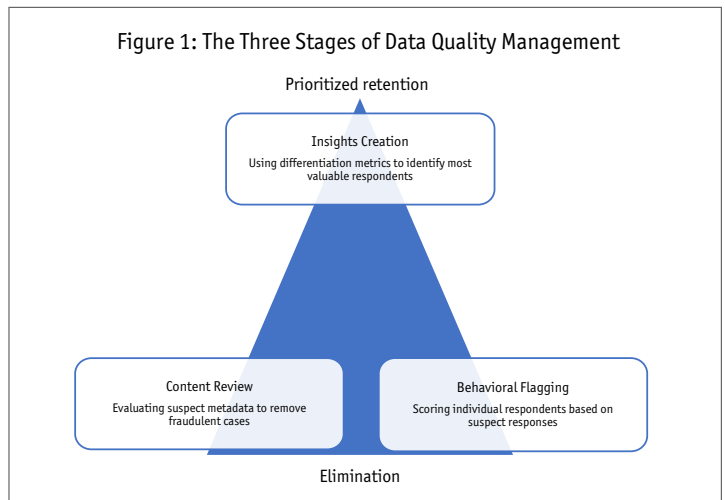 Figure 1: The Three Stages of Data Quality Management
Prioritized retention
Insights Creation
Using differentiation metrics to identify most
valuable respondents
Content Review
Evaluating suspect metadata to remove
fraudulent cases
Behavioral Flagging
Scoring individual respondents based on
suspect responses
Elimination